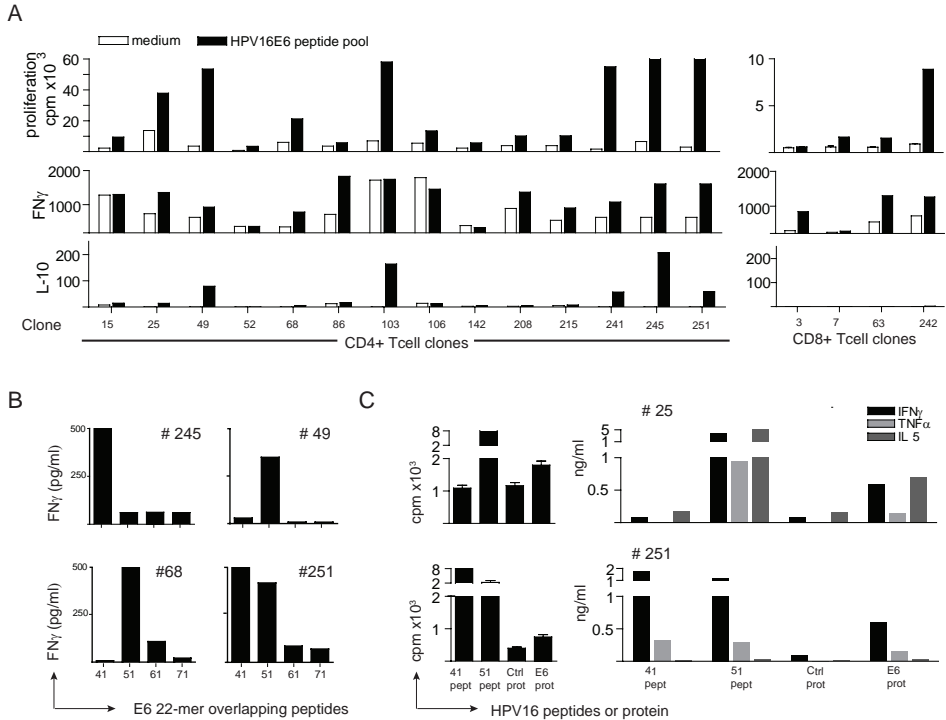 A
medium
HPV16E6 peptide pool
proliferation
cpm x10³
60
40
20
10
5
0
FNγ
2000
1000
2000
1000
L-10
200
100
200
100
Clone
15 25 49 52 68 86 103 106 142 208 215 241 245 251
3 7 63 242
CD4+ Tcell clones
CD8+ Tcell clones
B
FNγ (pg/ml)
500
250
# 245
# 49
FNγ (pg/ml)
500
250
#68
#251
41 51 61 71
41 51 61 71
E6 22-mer overlapping peptides
C
# 25
IFNγ
TNFα
IL 5
cpm x10³
8
2
2
1
ng/ml
5
1
1
0.5
# 251
cpm x10³
8
2
2
1
ng/ml
2
1
1
0.5
41 51 Ctrl E6
pept pept prot prot
41 51 Ctrl E6
pept pept prot prot
HPV16 peptides or protein